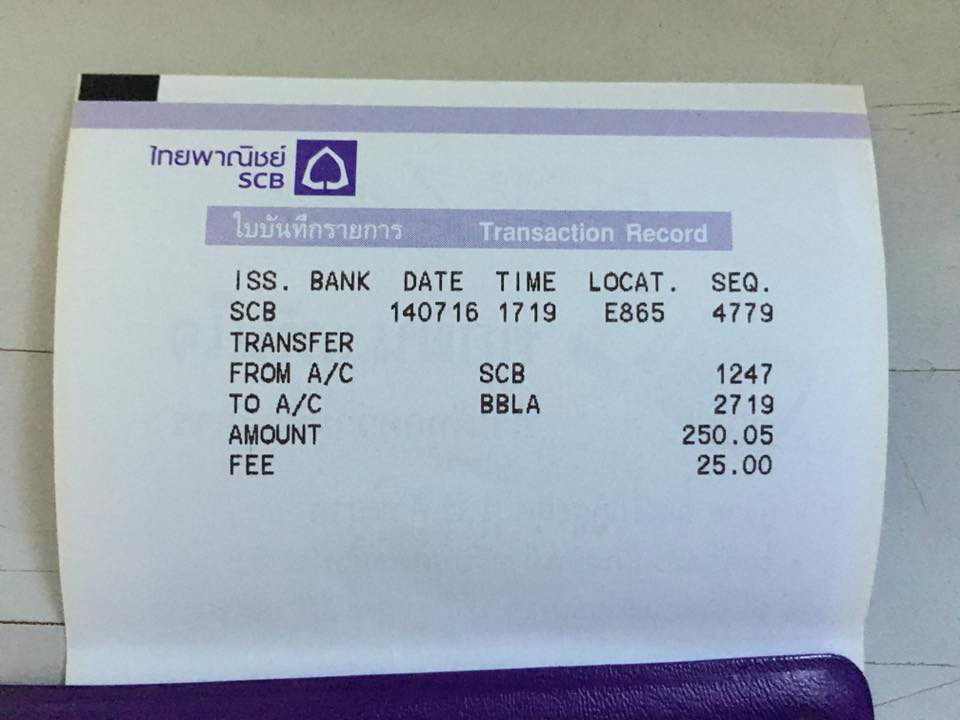 ไทยพาณิชย์
SCB
ใบบันทึกรายการ Transaction Record
ISS. BANK DATE TIME LOCAT. SEQ.
SCB 140716 1719 E865 4779
TRANSFER
FROM A/C SCB 1247
TO A/C BBLA 2719
AMOUNT 250.05
FEE 25.00